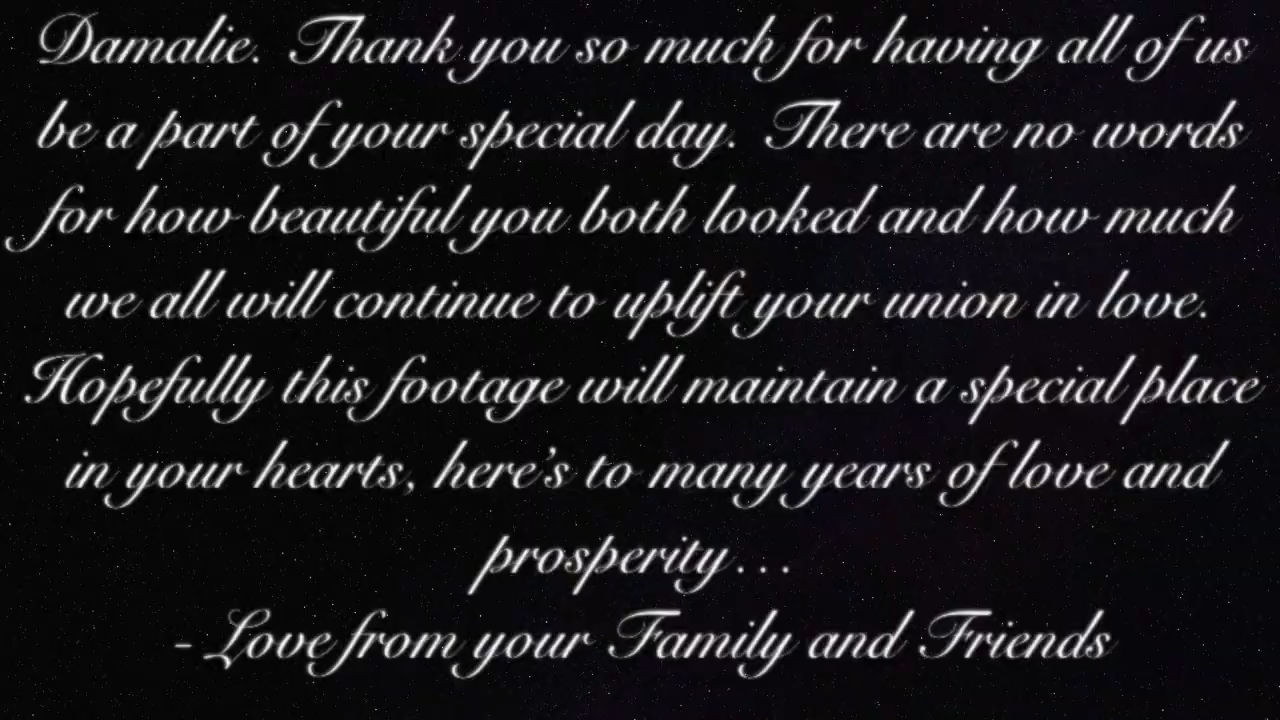 Damalie. Thank you so much for having all of us
be a part of your special day. There are no words
for how beautiful you both looked and how much
we all will continue to uplift your union in love.
Hopefully this footage will maintain a special place
in your hearts, here's to many years of love and
prosperity...
- Love from your Family and Friends